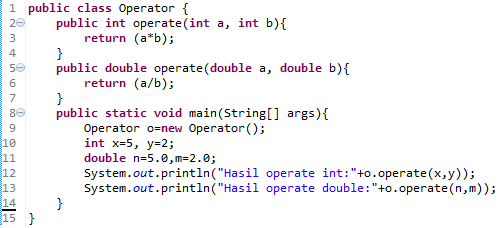 1 public class Operator {
2 public int operate(int a, int b){
3 return (a*b);
4 }
5 public double operate(double a, double b){
6 return (a/b);
7 }
8 public static void main(String[] args){
9 Operator o=new Operator();
10 int x=5, y=2;
11 double n=5.0,m=2.0;
12 System.out.println("Hasil operate int:"+o.operate(x,y));
13 System.out.println("Hasil operate double:"+o.operate(n,m));
14 }
15 }